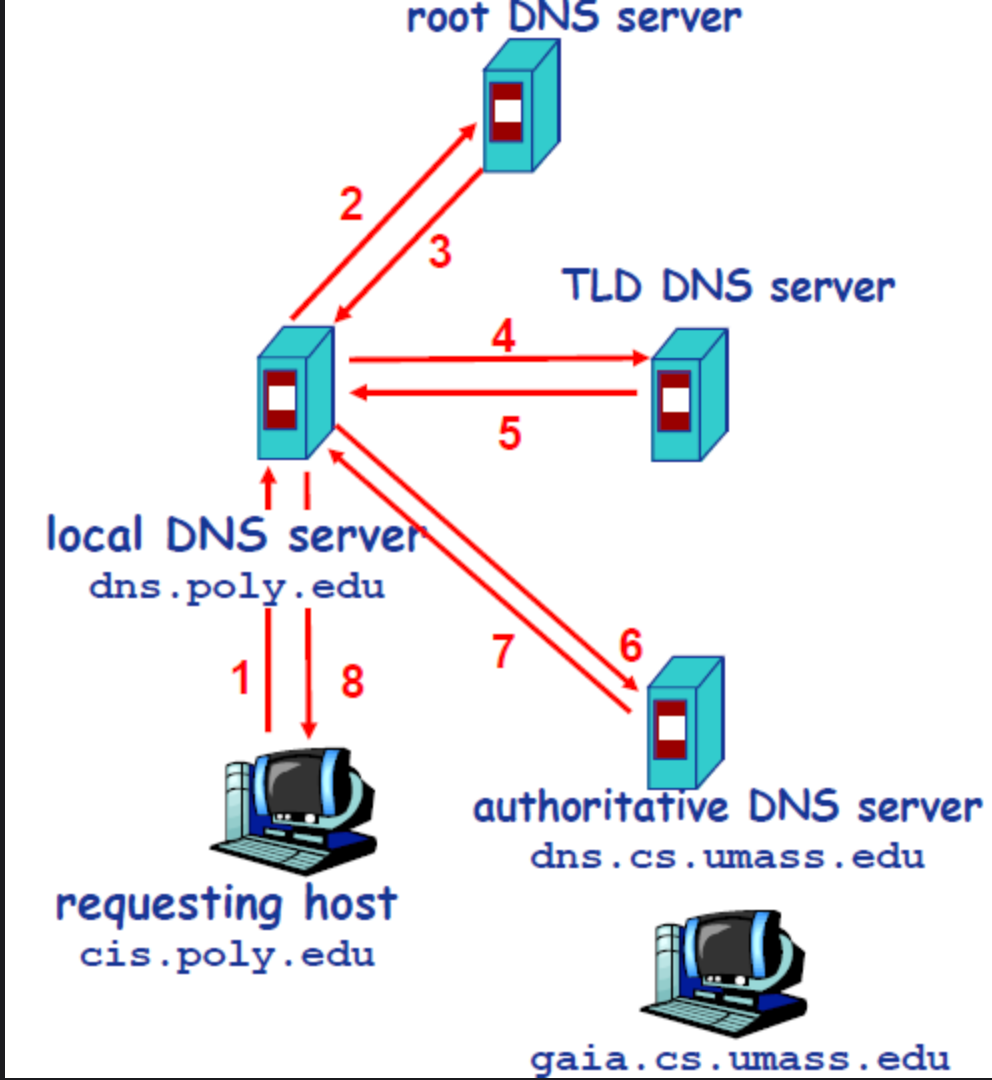 root DNS server
2
3
TLD DNS server
4
5
local DNS server
dns.poly.edu
1
8
7
6
authoritative DNS server
dns.cs.umass.edu
requesting host
cis.poly.edu
gaia.cs.umass.edu